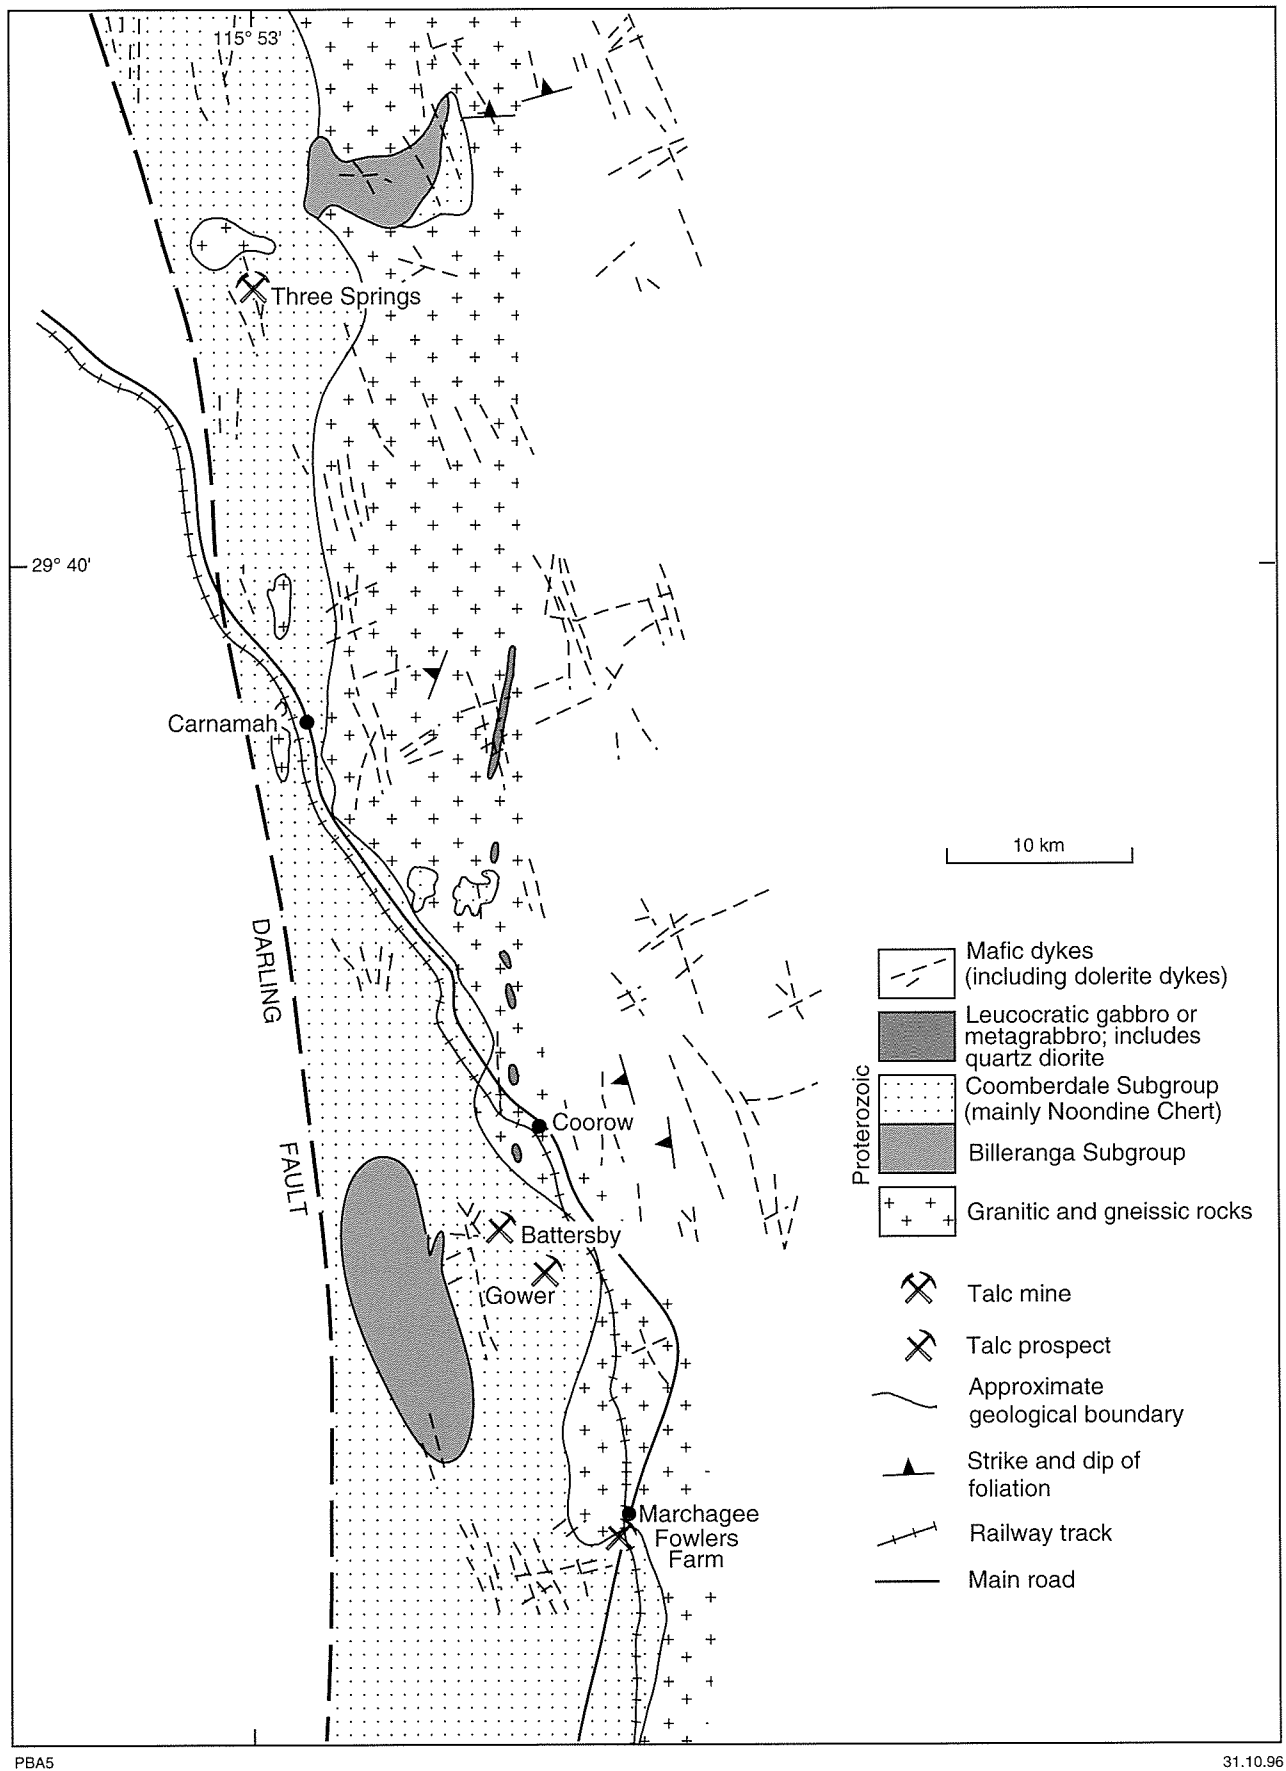 115° 53'
Three Springs
29° 40'
Carnamah
10 km
DARLING
FAULT
Coorow
Battersby
Gower
Marchagee
Fowlers
Farm
Mafic dykes
(including dolerite dykes)
Leucocratic gabbro or
metagrabbro; includes
quartz diorite
Coomberdale Subgroup
(mainly Noondine Chert)
Billeranga Subgroup
Proterozoic
Granitic and gneissic rocks
Talc mine
Talc prospect
Approximate
geological boundary
Strike and dip of
foliation
Railway track
Main road
PBA5
31.10.96